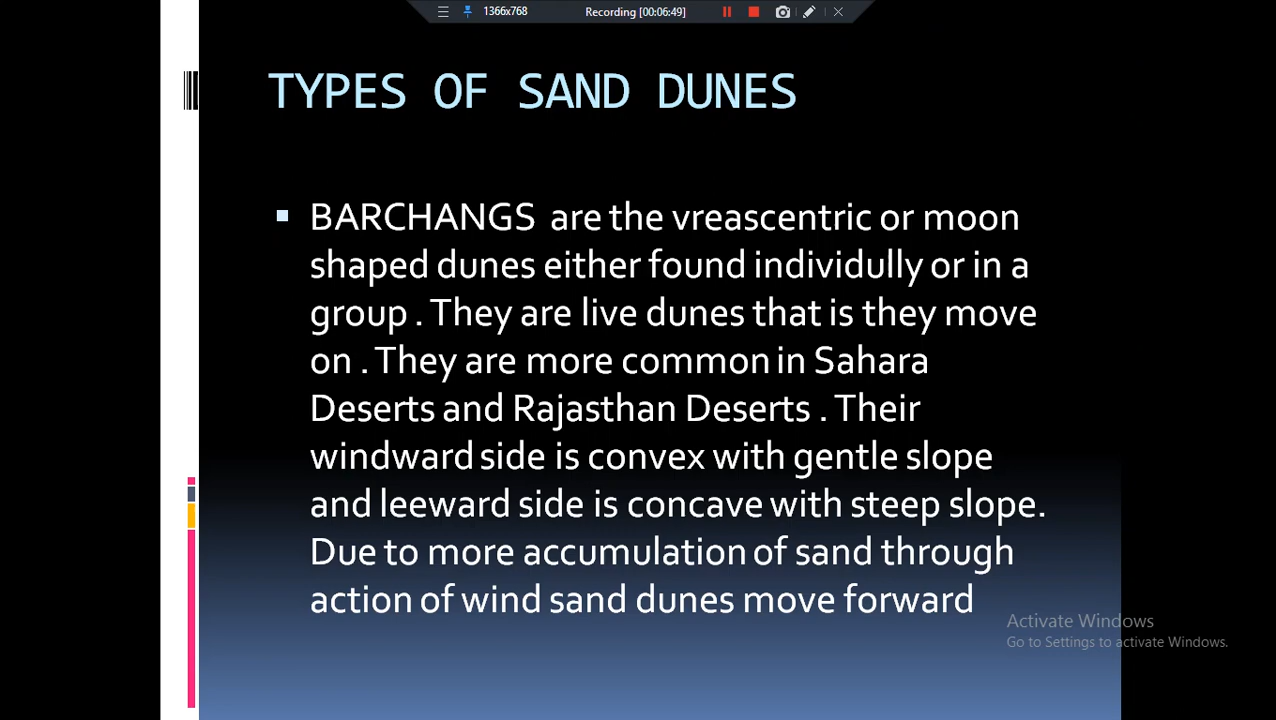 1366x768
Recording [00:06:49]
TYPES OF SAND DUNES
BARCHANGS are the vreascentric or moon
shaped dunes either found individully or in a
group . They are live dunes that is they move
on . They are more common in Sahara
Deserts and Rajasthan Deserts . Their
windward side is convex with gentle slope
and leeward side is concave with steep slope.
Due to more accumulation of sand through
action of wind sand dunes move forward
Activate Windows
Go to Settings to activate Windows.